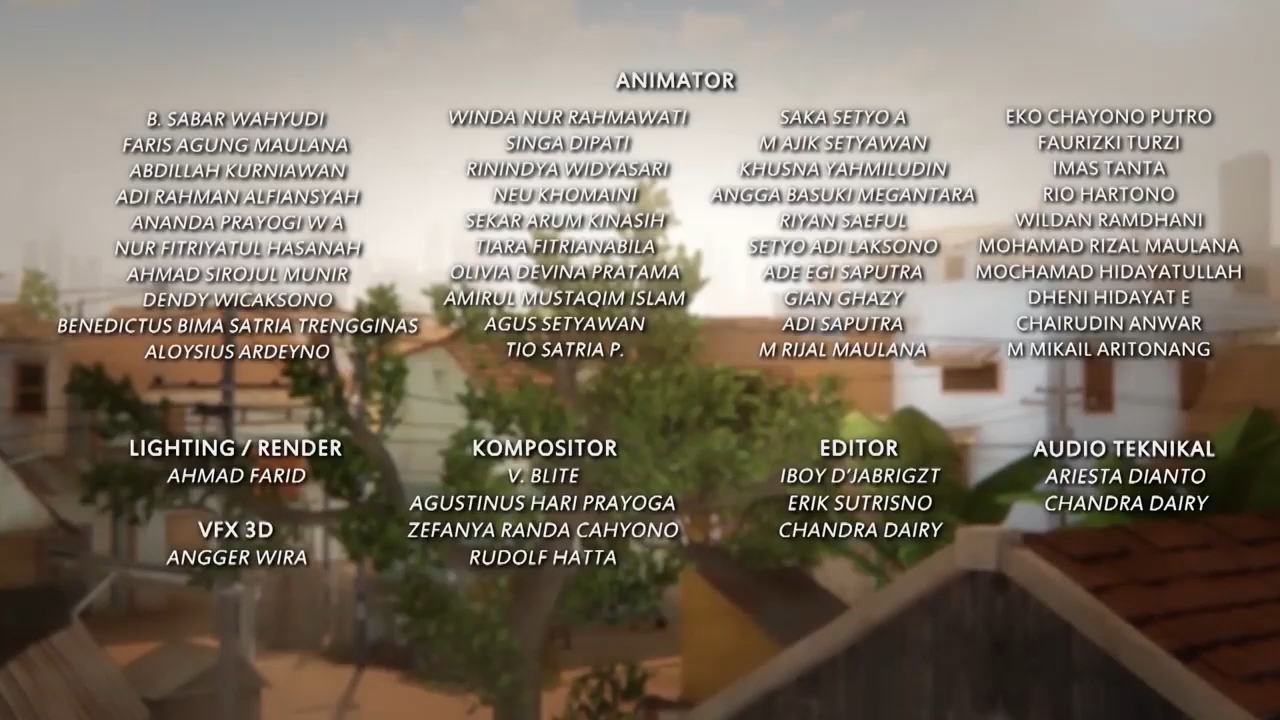 ANIMATOR
B. SABAR WAHYUDI
FARIS AGUNG MAULANA
ABDILLAH KURNIAWAN
ADI RAHMAN ALFIANSYAH
ANANDA PRAYOGI W A
NUR FITRIYATUL HASANAH
AHMAD SIROJUL MUNIR
DENDY WICAKSONO
BENEDICTUS BIMA SATRIA TRENGGINAS
ALOYSIUS ARDEYNO
WINDA NUR RAHMAWATI
SINGA DIPATI
RININDYA WIDYASARI
NEU KHOMAINI
SEKAR ARUM KINASIH
TIARA FITRIANABILA
OLIVIA DEVINA PRATAMA
AMIRUL MUSTAQIM ISLAM
AGUS SETYAWAN
TIO SATRIA P.
SAKA SETYO A
M AJIK SETYAWAN
KHUSNA YAHMILUDIN
ANGGA BASUKI MEGANTARA
RIYAN SAEFUL
SETYO ADI LAKSONO
ADE EGI SAPUTRA
GIAN GHAZY
ADI SAPUTRA
M RIJAL MAULANA
EKO CHAYONO PUTRO
FAURIZKI TURZI
IMAS TANTA
RIO HARTONO
WILDAN RAMDHANI
MOHAMAD RIZAL MAULANA
MOCHAMAD HIDAYATULLAH
DHENI HIDAYAT E
CHAIRUDIN ANWAR
M MIKAIL ARITONANG
LIGHTING / RENDER
AHMAD FARID
VFX 3D
ANGGER WIRA
KOMPOSITOR
V. BLITE
AGUSTINUS HARI PRAYOGA
ZEFANYA RANDA CAHYONO
RUDOLF HATTA
EDITOR
IBOY D'JABRIGZT
ERIK SUTRISNO
CHANDRA DAIRY
AUDIO TEKNIKAL
ARIESTA DIANTO
CHANDRA DAIRY